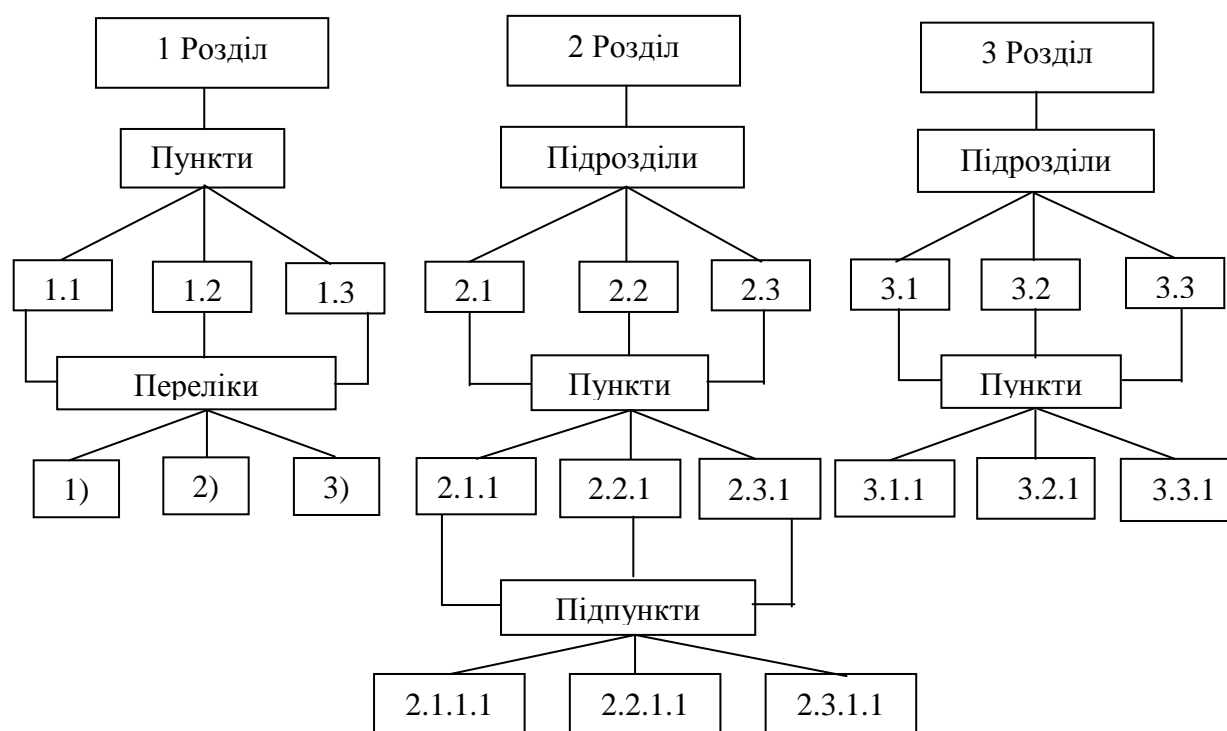 1 Розділ
2 Розділ
3 Розділ
Пункти
Підрозділи
Підрозділи
1.1
1.2
1.3
2.1
2.2
2.3
3.1
3.2
3.3
Переліки
Пункти
Пункти
1)
2)
3)
2.1.1
2.2.1
2.3.1
3.1.1
3.2.1
3.3.1
Підпункти
2.1.1.1
2.2.1.1
2.3.1.1